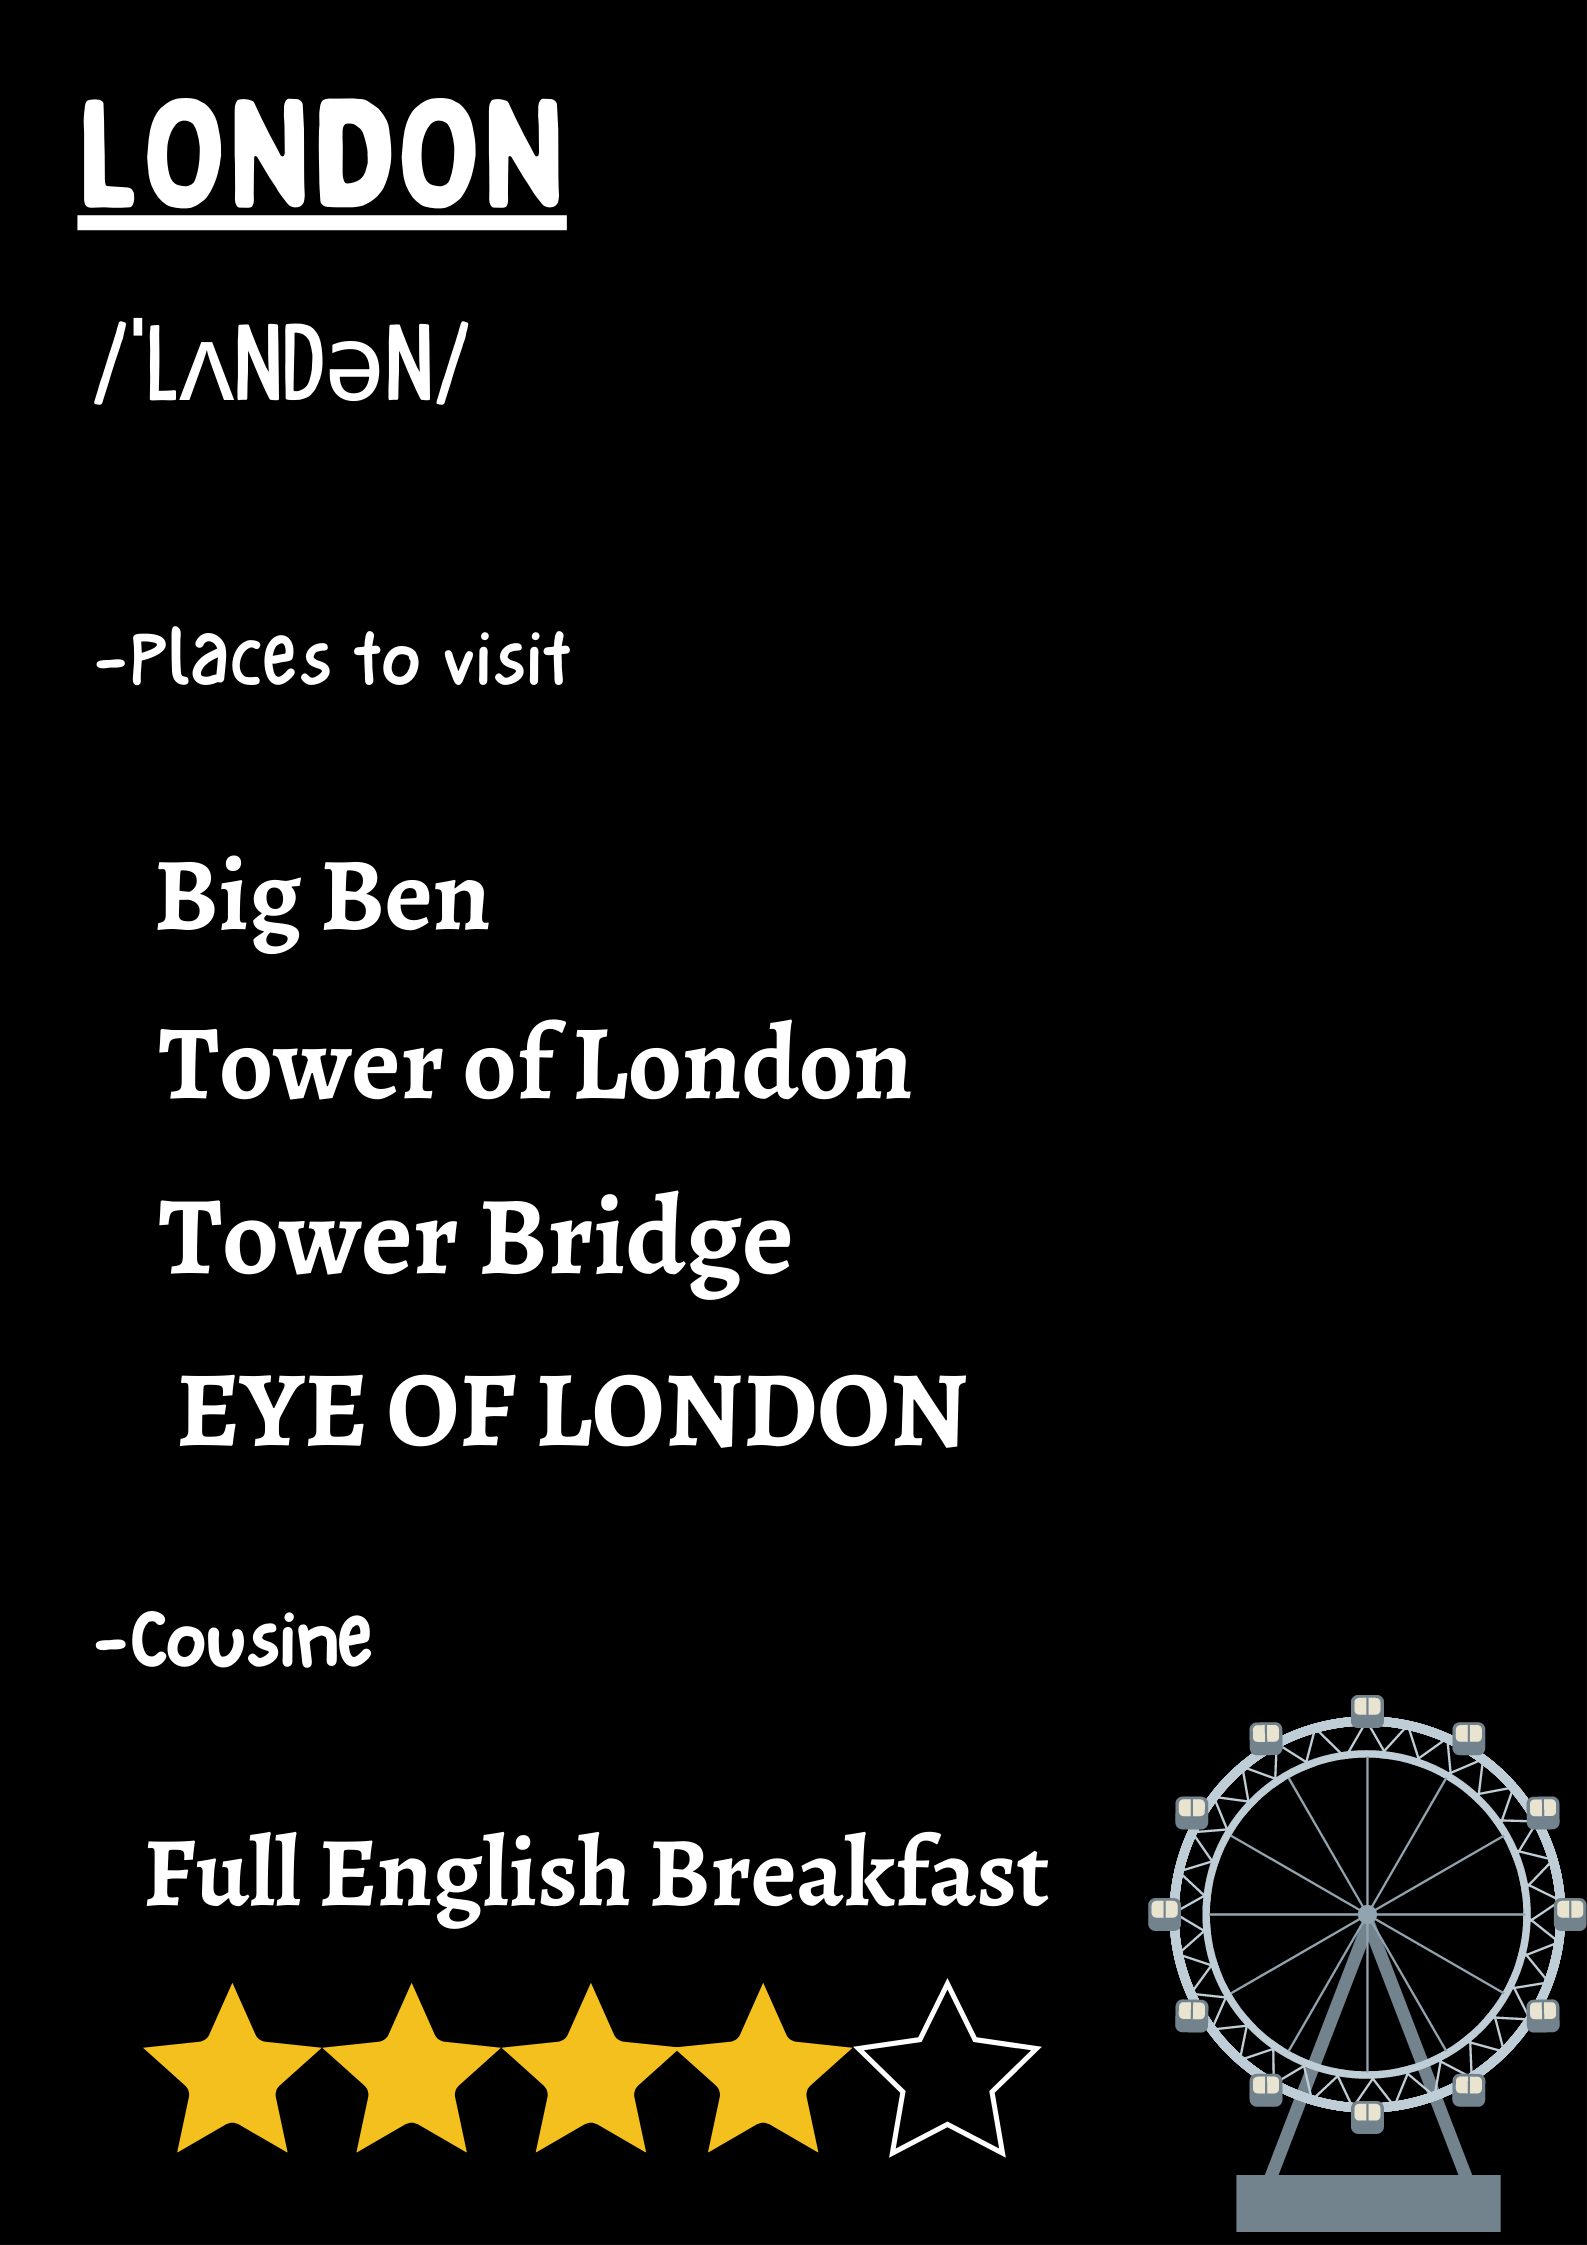 LONDON
/ˈLʌNDəN/
-Places to visit
Big Ben
Tower of London
Tower Bridge
EYE OF LONDON
-Cousine
Full English Breakfast